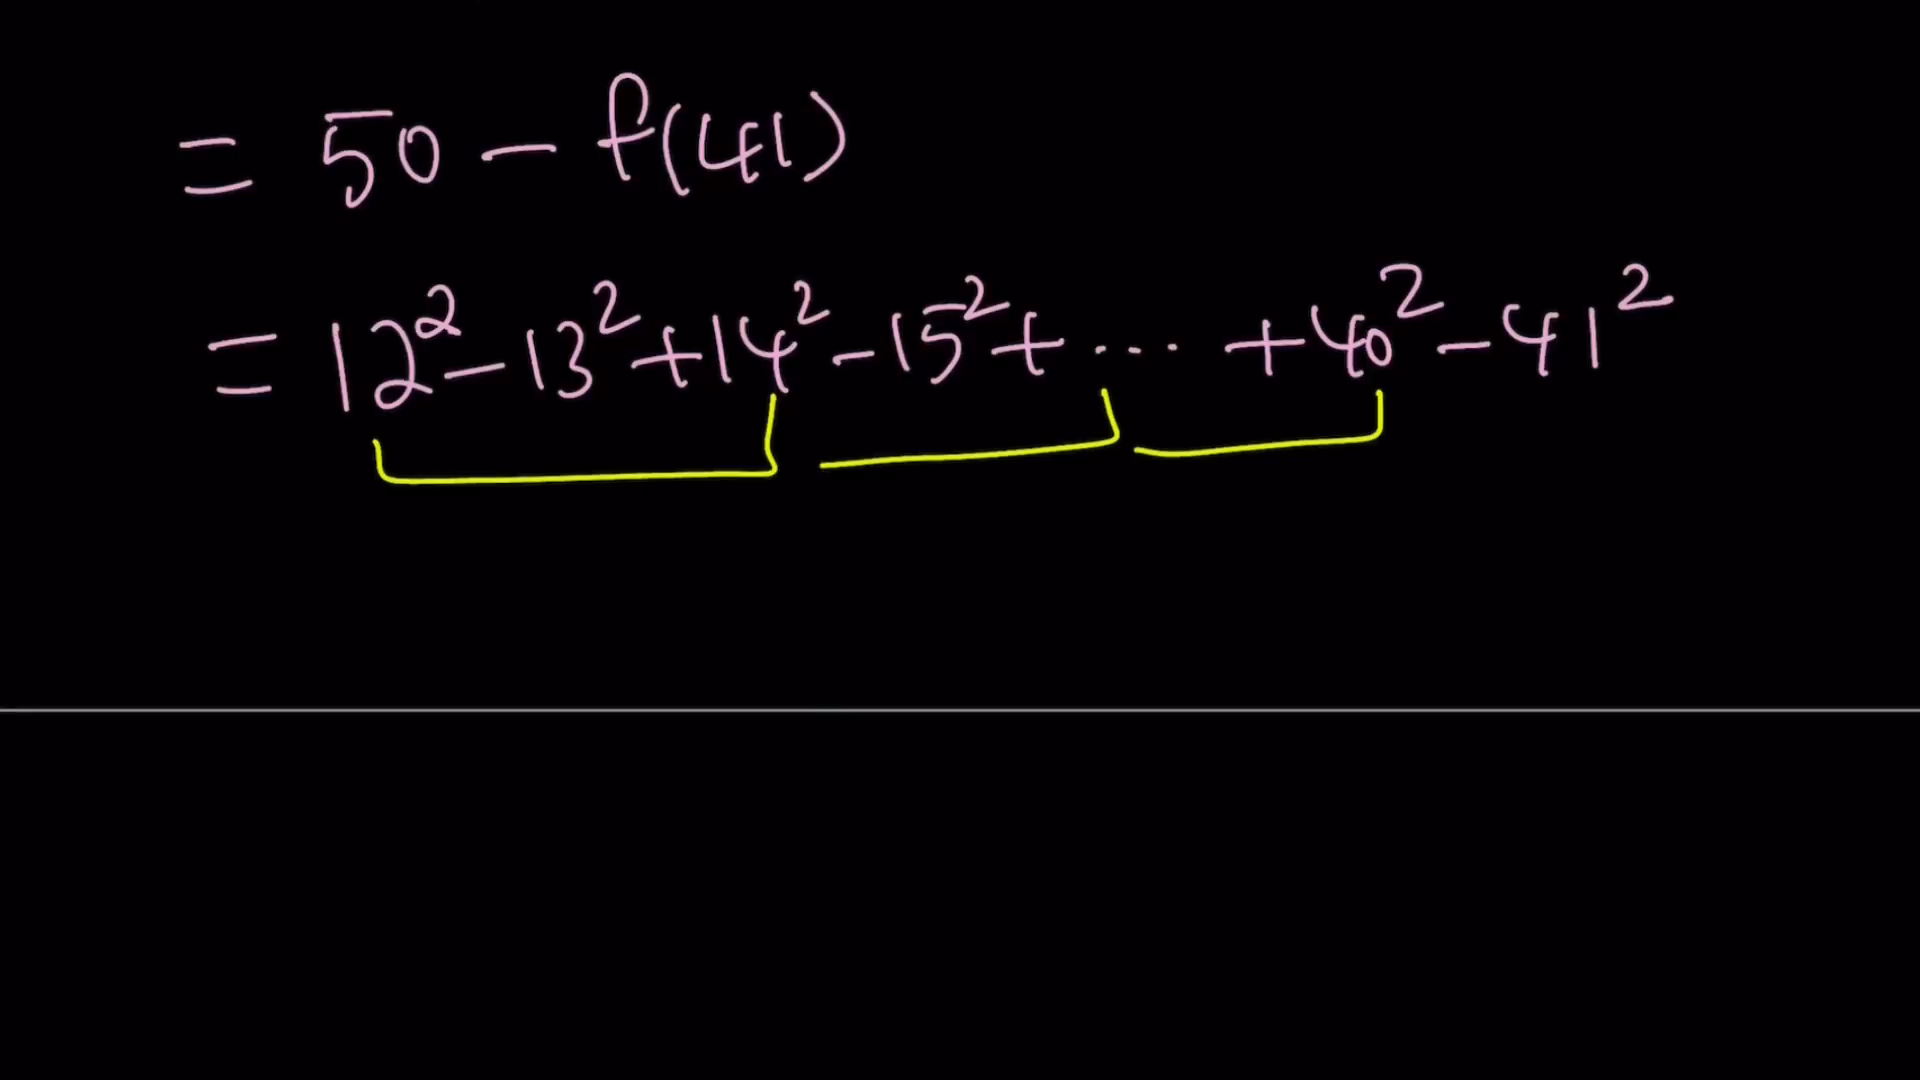 = 50 - f(41)
= 12² - 13² + 14² - 15² + ... + 40² - 41²